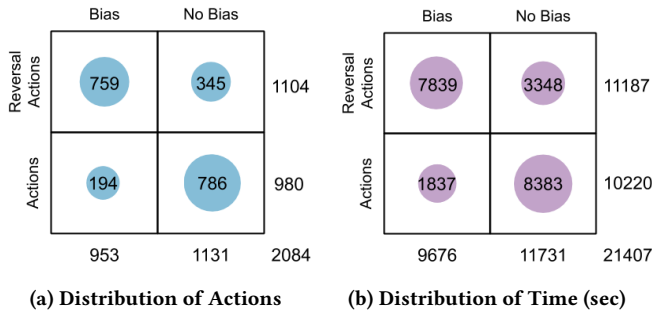 Bias No Bias
Reversal Actions 759 345 1104
Actions 194 786 980
953 1131 2084
(a) Distribution of Actions
Bias No Bias
Reversal Actions 7839 3348 11187
Actions 1837 8383 10220
9676 11731 21407
(b) Distribution of Time (sec)